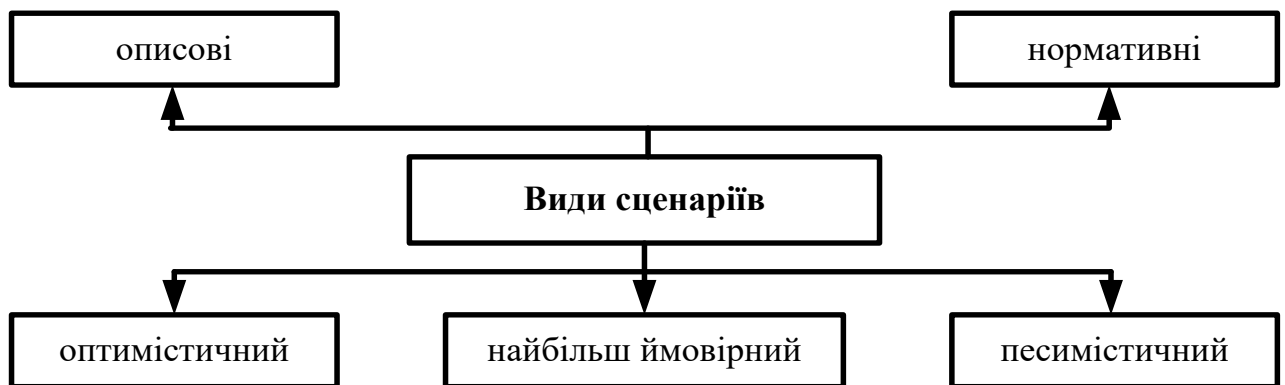 описові
нормативні
Види сценаріїв
оптимістичний
найбільш ймовірний
песимістичний